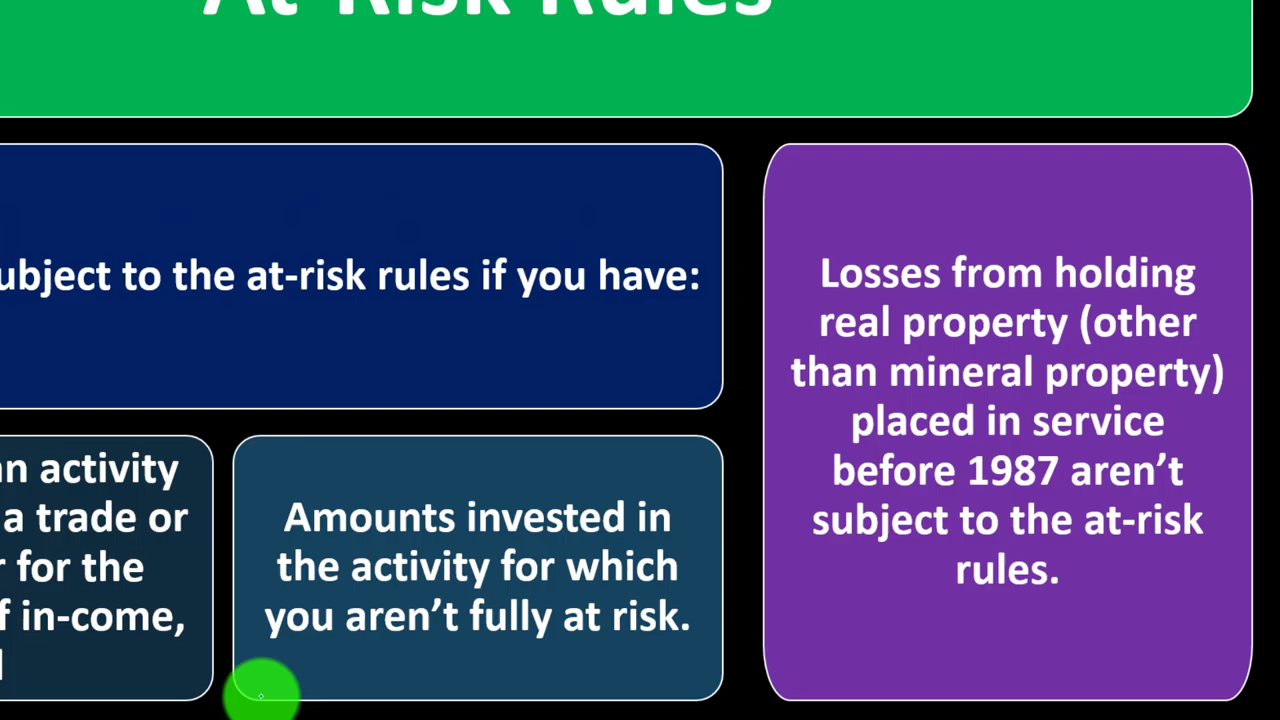 At-Risk Rules
subject to the at-risk rules if you have:
an activity
a trade or
for the
in-come,
Amounts invested in
the activity for which
you aren’t fully at risk.
Losses from holding
real property (other
than mineral property)
placed in service
before 1987 aren’t
subject to the at-risk
rules.